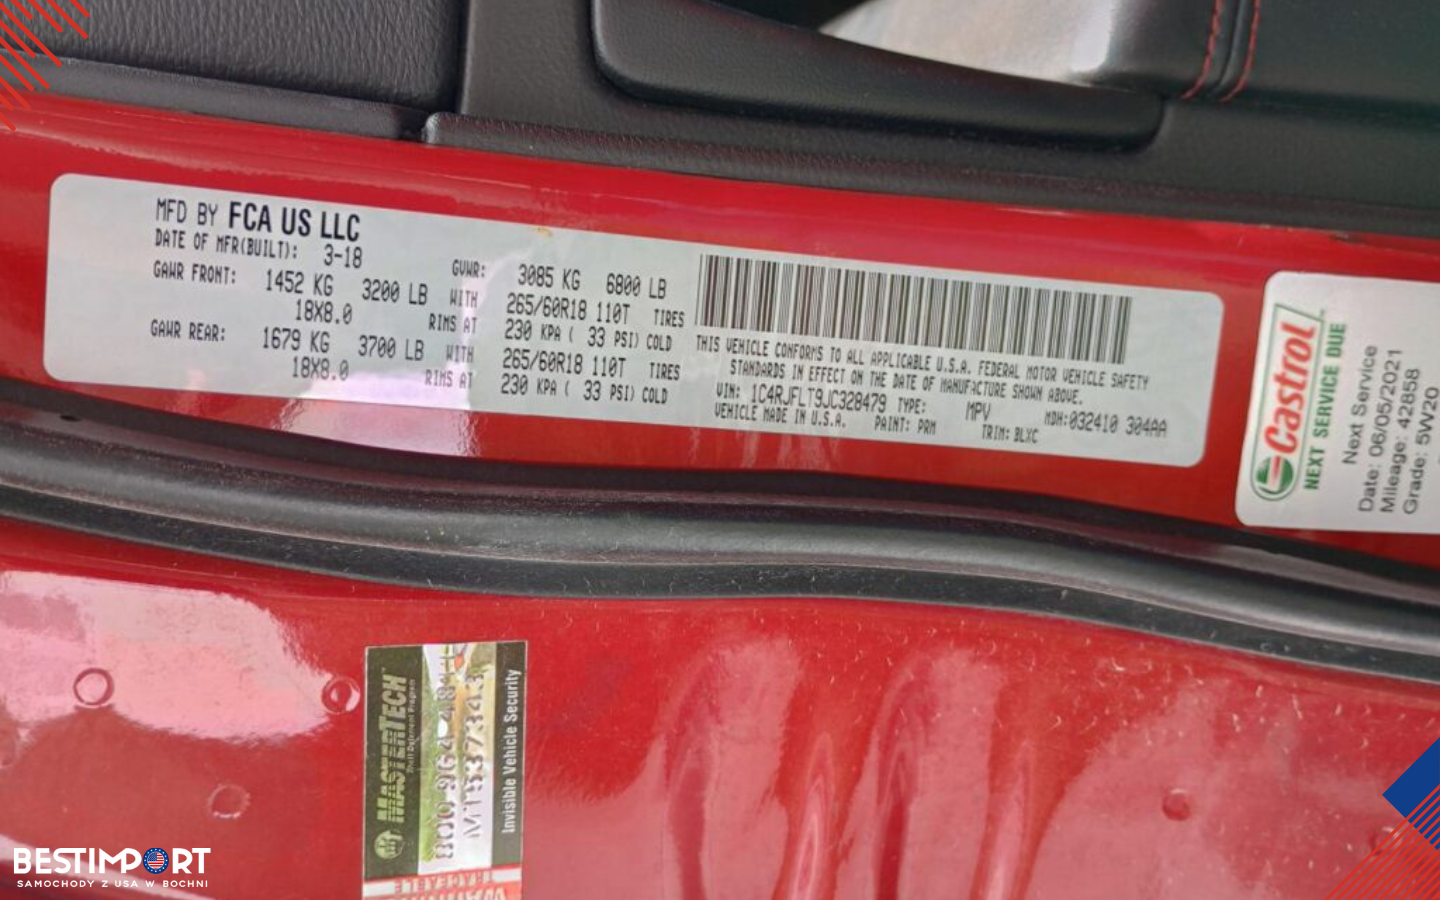 MFD BY FCA US LLC
DATE OF MFR(BUILT): 3-18
GVWR: 3085 KG 6800 LB
GAWR FRONT: 1452 KG 3200 LB WITH 265/60R18 110T TIRES
18X8.0 RIMS AT 230 KPA ( 33 PSI) COLD
GAWR REAR: 1679 KG 3700 LB WITH 265/60R18 110T TIRES
18X8.0 RIMS AT 230 KPA ( 33 PSI) COLD
THIS VEHICLE CONFORMS TO ALL APPLICABLE U.S.A. FEDERAL MOTOR VEHICLE SAFETY
STANDARDS IN EFFECT ON THE DATE OF MANUFACTURE SHOWN ABOVE.
VIN: 1C4RJFLT9JC328479 TYPE: MPV MDH:032410 304AA
VEHICLE MADE IN U.S.A. PAINT: PRM TRIM: BLXC
Castrol
NEXT SERVICE DUE
Next Service
Date: 06/05/2021
Mileage: 42858
Grade: 5W20
MASTERTECH
Theft Deterrent Program
MT537343
Invisible Vehicle Security
TRACEABLE
BESTIMPORT
SAMOCHODY Z USA W BOCHNI